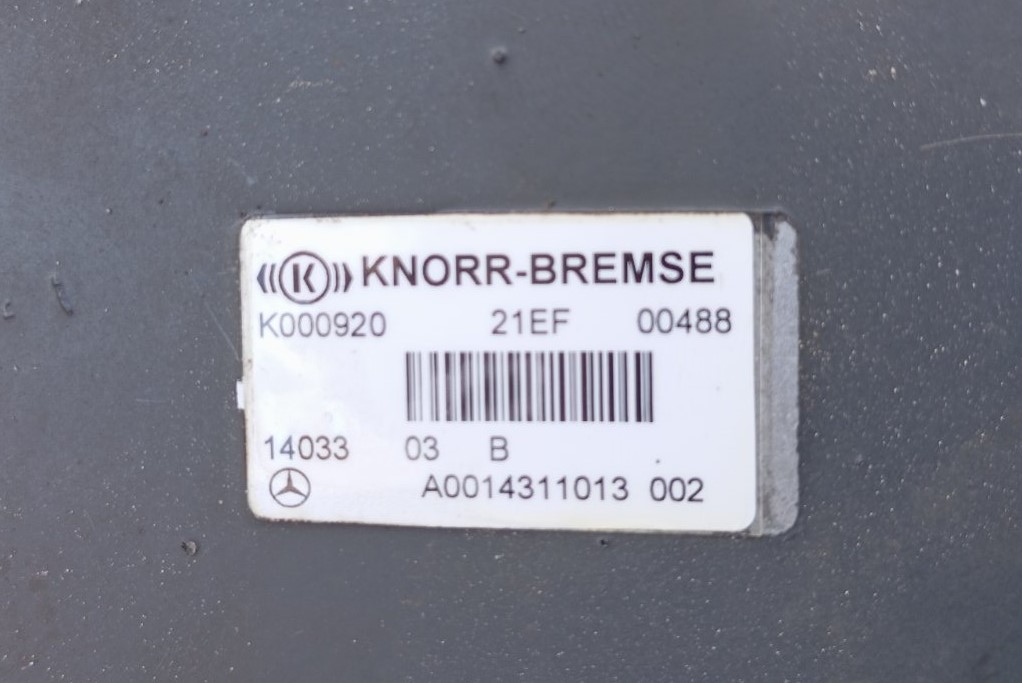 KNORR-BREMSE
K000920 21EF 00488
14033 03 B
A0014311013 002